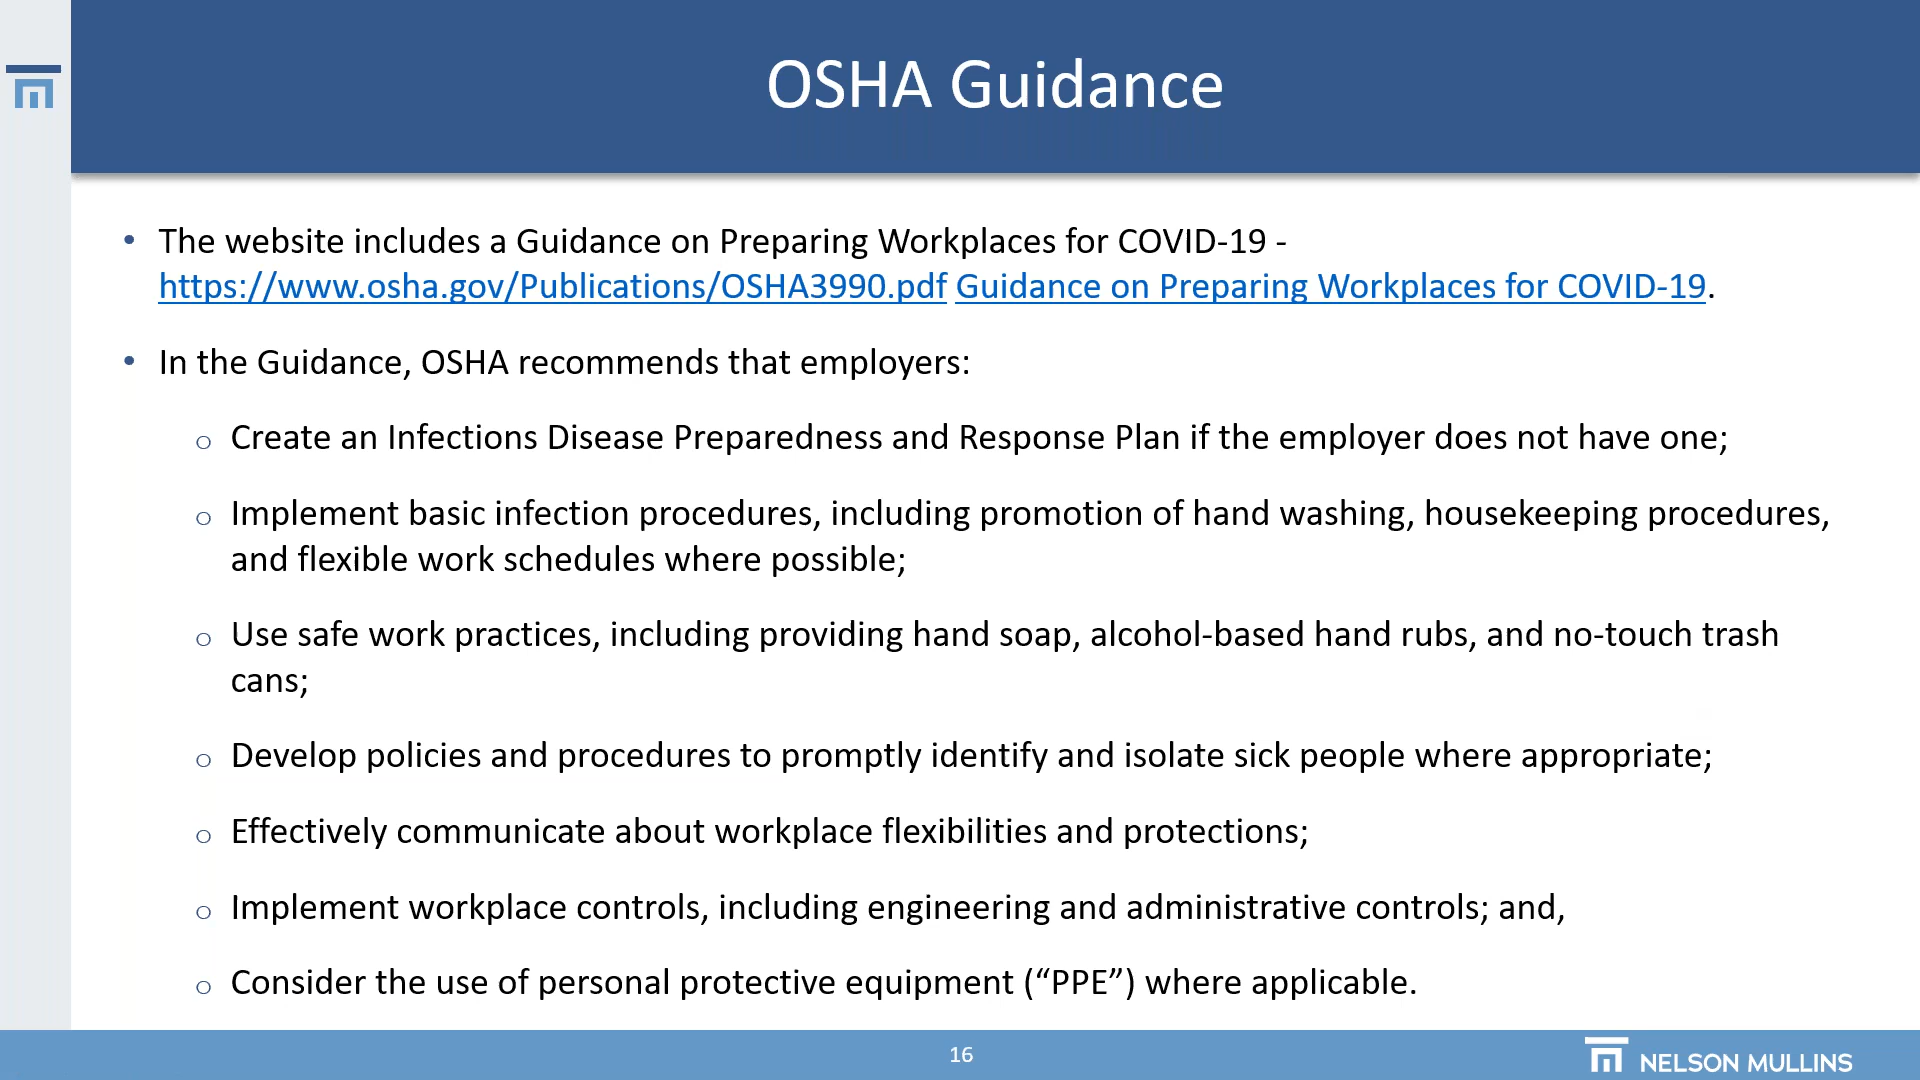 OSHA Guidance
• The website includes a Guidance on Preparing Workplaces for COVID-19 -
https://www.osha.gov/Publications/OSHA3990.pdf Guidance on Preparing Workplaces for COVID-19.
• In the Guidance, OSHA recommends that employers:
o Create an Infections Disease Preparedness and Response Plan if the employer does not have one;
o Implement basic infection procedures, including promotion of hand washing, housekeeping procedures,
and flexible work schedules where possible;
o Use safe work practices, including providing hand soap, alcohol-based hand rubs, and no-touch trash
cans;
o Develop policies and procedures to promptly identify and isolate sick people where appropriate;
o Effectively communicate about workplace flexibilities and protections;
o Implement workplace controls, including engineering and administrative controls; and,
o Consider the use of personal protective equipment (“PPE”) where applicable.
16
NELSON MULLINS